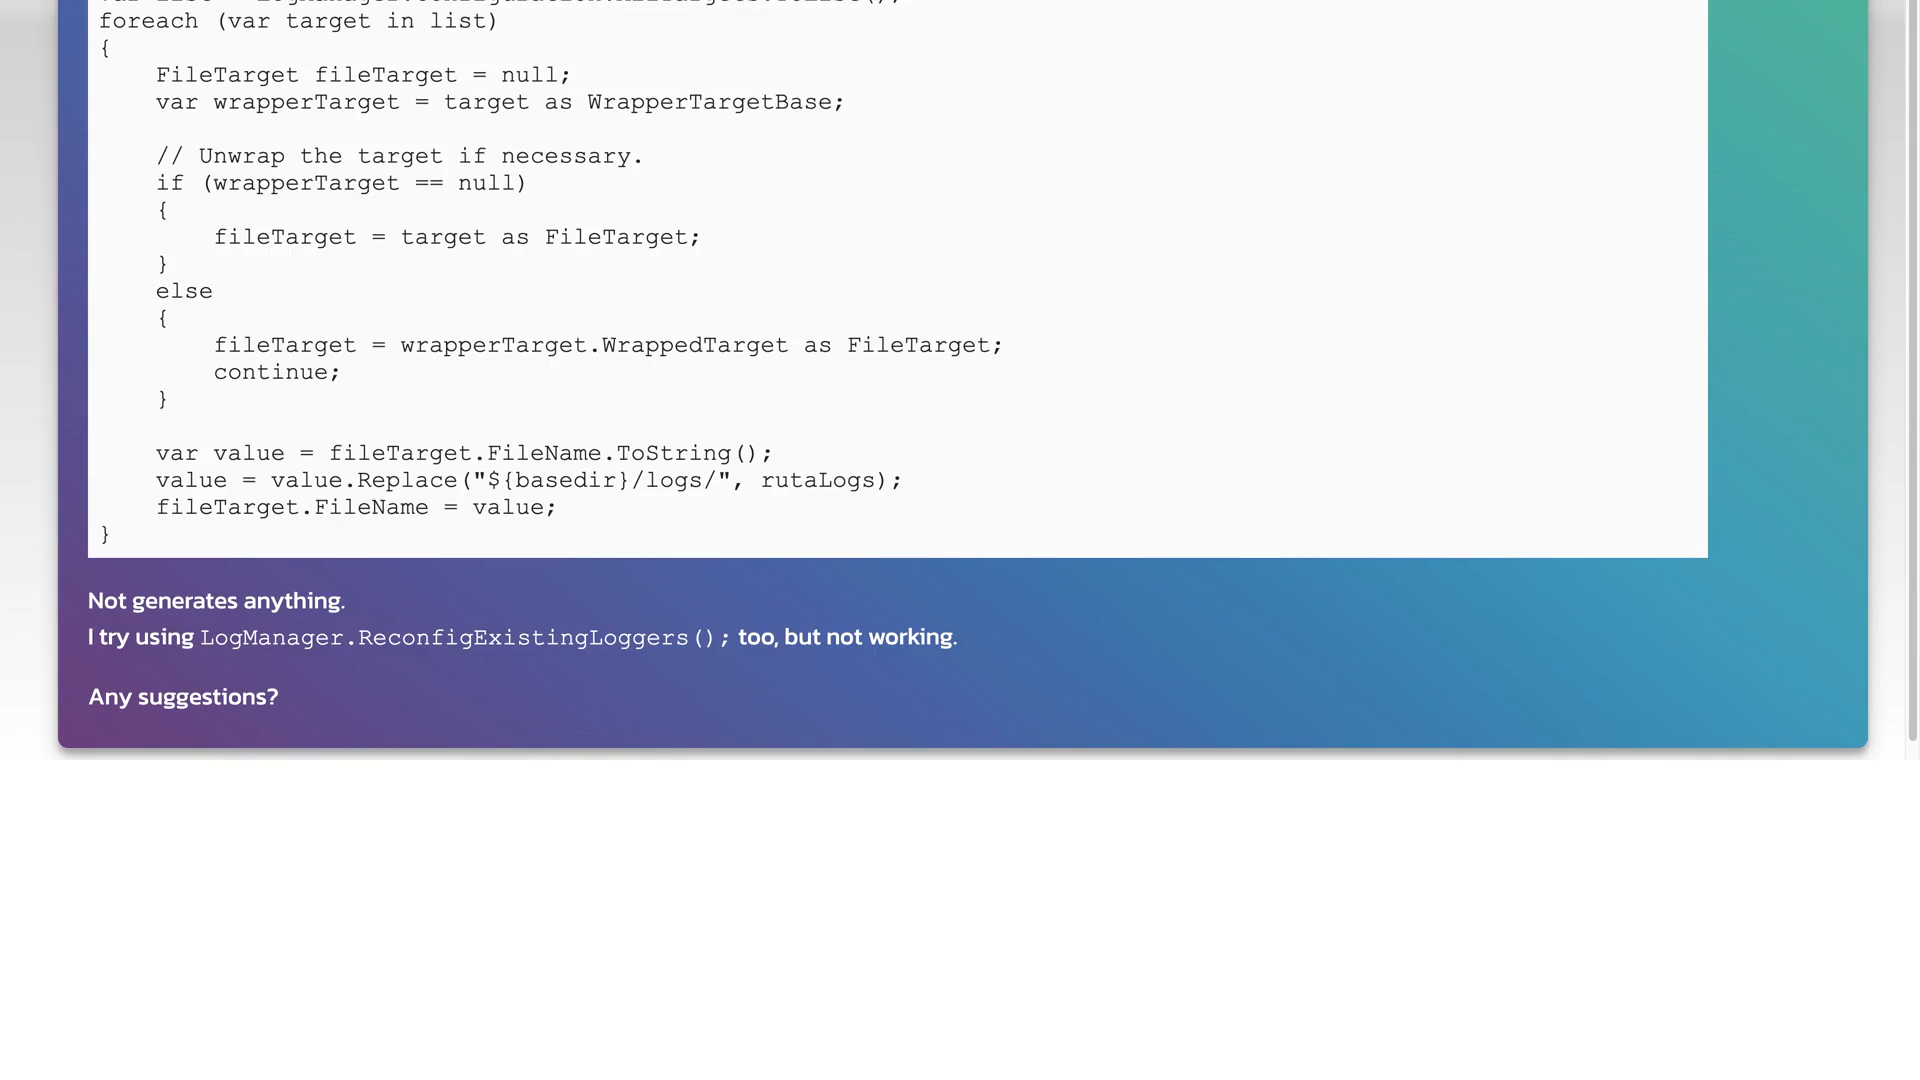 foreach (var target in list)
{
    FileTarget fileTarget = null;
    var wrapperTarget = target as WrapperTargetBase;

    // Unwrap the target if necessary.
    if (wrapperTarget == null)
    {
        fileTarget = target as FileTarget;
    }
    else
    {
        fileTarget = wrapperTarget.WrappedTarget as FileTarget;
        continue;
    }

    var value = fileTarget.FileName.ToString();
    value = value.Replace("${basedir}/logs/", rutaLogs);
    fileTarget.FileName = value;
}
Not generates anything.
I try using LogManager.ReconfigExistingLoggers(); too, but not working.
Any suggestions?